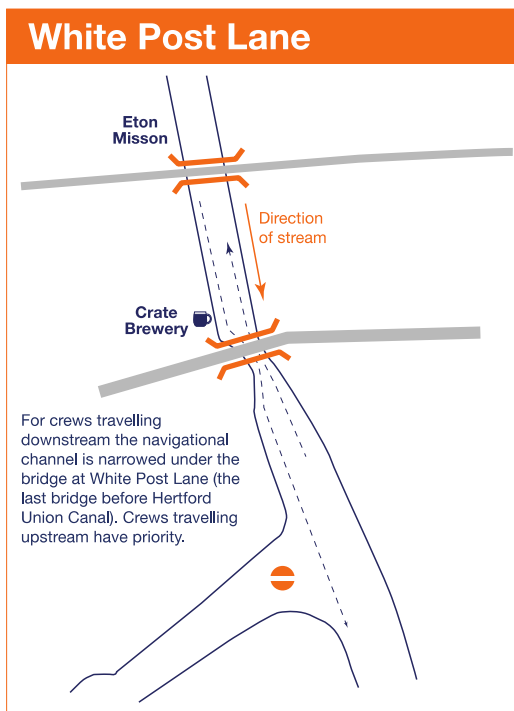 White Post Lane
Eton
Misson
Direction
of stream
Crate
Brewery
For crews travelling
downstream the navigational
channel is narrowed under the
bridge at White Post Lane (the
last bridge before Hertford
Union Canal). Crews travelling
upstream have priority.